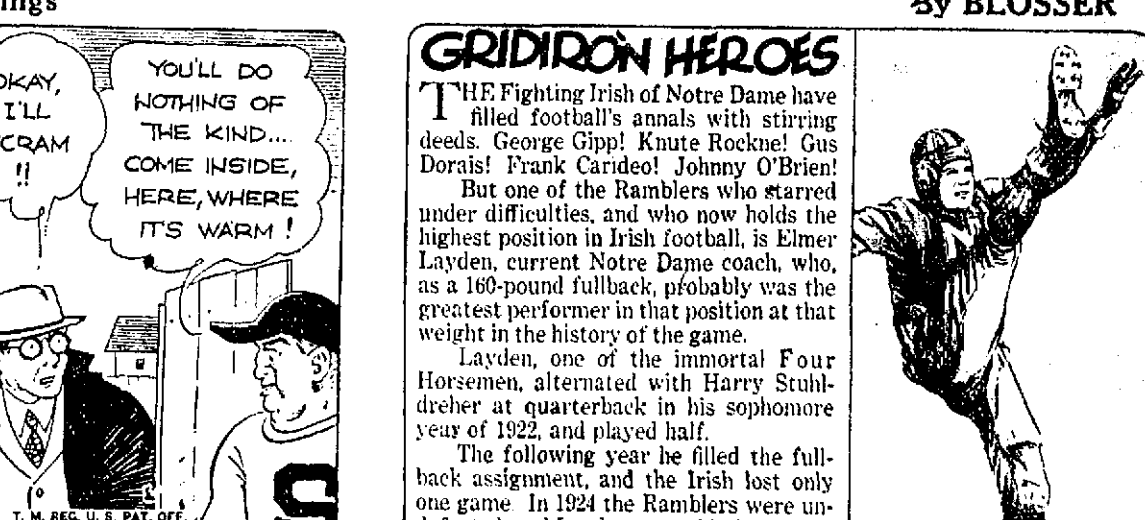 ings
By BLOSSER
OKAY,
I'LL
SCRAM
!!
YOU'LL DO
NOTHING OF
THE KIND....
COME INSIDE,
HERE, WHERE
IT'S WARM !
T. M. REG. U. S. PAT. OFF.
GRIDIRON HEROES
THE Fighting Irish of Notre Dame have
filled football's annals with stirring
deeds. George Gipp! Knute Rockne! Gus
Dorais! Frank Carideo! Johnny O'Brien!
But one of the Ramblers who starred
under difficulties, and who now holds the
highest position in Irish football, is Elmer
Layden, current Notre Dame coach, who,
as a 160-pound fullback, probably was the
greatest performer in that position at that
weight in the history of the game.
Layden, one of the immortal Four
Horsemen, alternated with Harry Stuhl-
dreher at quarterback in his sophomore
year of 1922, and played half.
The following year he filled the full-
back assignment, and the Irish lost only
one game. In 1924 the Ramblers were un-